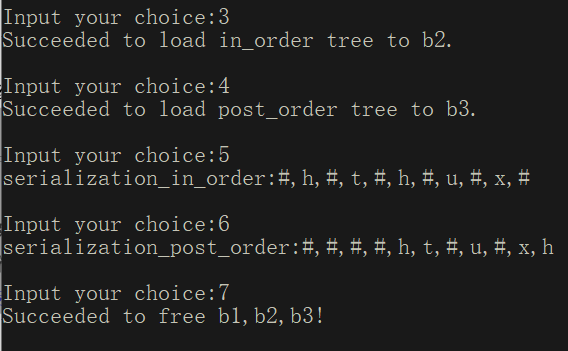 Input your choice:3
Succeeded to load in_order tree to b2.
Input your choice:4
Succeeded to load post_order tree to b3.
Input your choice:5
serialization_in_order:#,h,#,t,#,h,#,u,#,x,#
Input your choice:6
serialization_post_order:#,#,#,#,h,t,#,u,#,x,h
Input your choice:7
Succeeded to free b1,b2,b3!